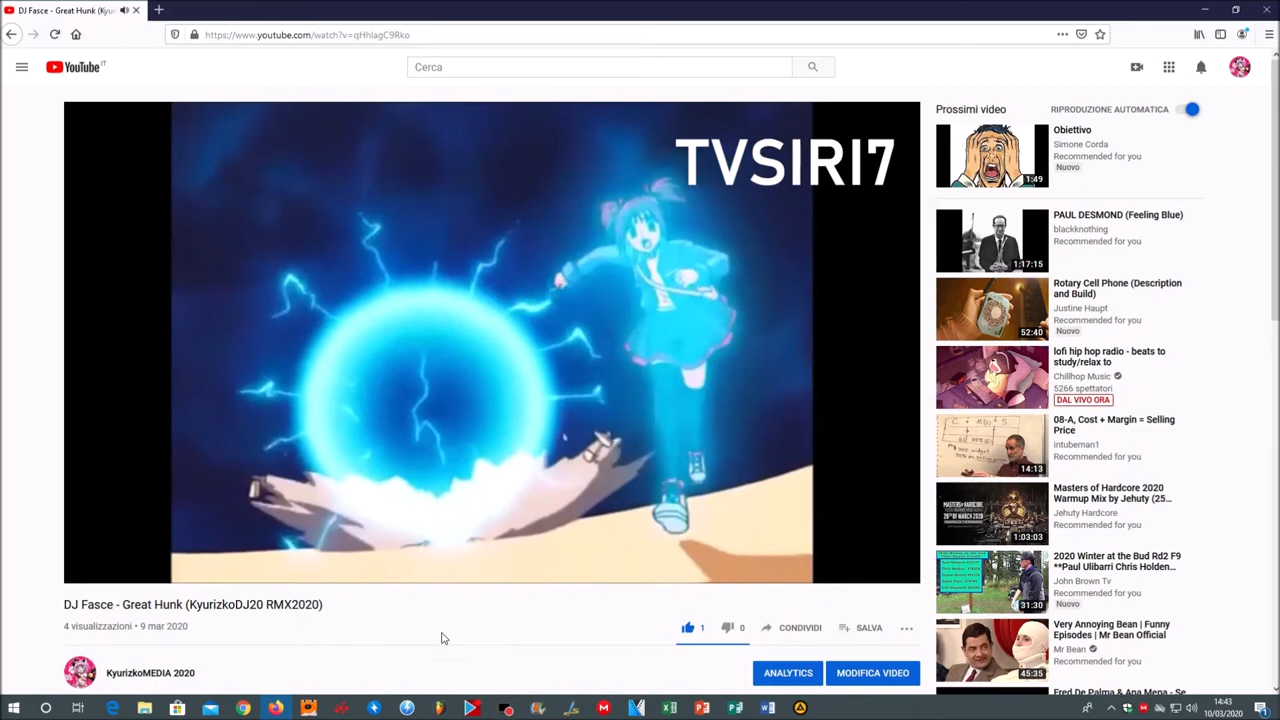 DJ Fasce - Great Hunk (Kyur
https://www.youtube.com/watch?v=qHhlagC9Rko
YouTube IT
Cerca
TVSIRI7
DJ Fasce - Great Hunk (KyurizkoDJ20 RMX2020)
4 visualizzazioni • 9 mar 2020
1
0
CONDIVIDI
SALVA
KyurizkoMEDIA 2020
ANALYTICS
MODIFICA VIDEO
Prossimi video
RIPRODUZIONE AUTOMATICA
1:49
Obiettivo
Simone Corda
Recommended for you
Nuovo
1:17:15
PAUL DESMOND (Feeling Blue)
blackknothing
Recommended for you
52:40
Rotary Cell Phone (Description
and Build)
Justine Haupt
Recommended for you
Nuovo
lofi hip hop radio - beats to
study/relax to
Chillhop Music
5266 spettatori
DAL VIVO ORA
14:13
08-A, Cost + Margin = Selling
Price
intubeman1
Recommended for you
1:03:03
Masters of Hardcore 2020
Warmup Mix by Jehuty (25...
Jehuty Hardcore
Recommended for you
31:30
2020 Winter at the Bud Rd2 F9
**Paul Ulibarri Chris Holden...
John Brown Tv
Recommended for you
Nuovo
45:35
Very Annoying Bean | Funny
Episodes | Mr Bean Official
Mr Bean
Recommended for you
Fred De Palma & Ana Mena - Se
14:43
10/03/2020